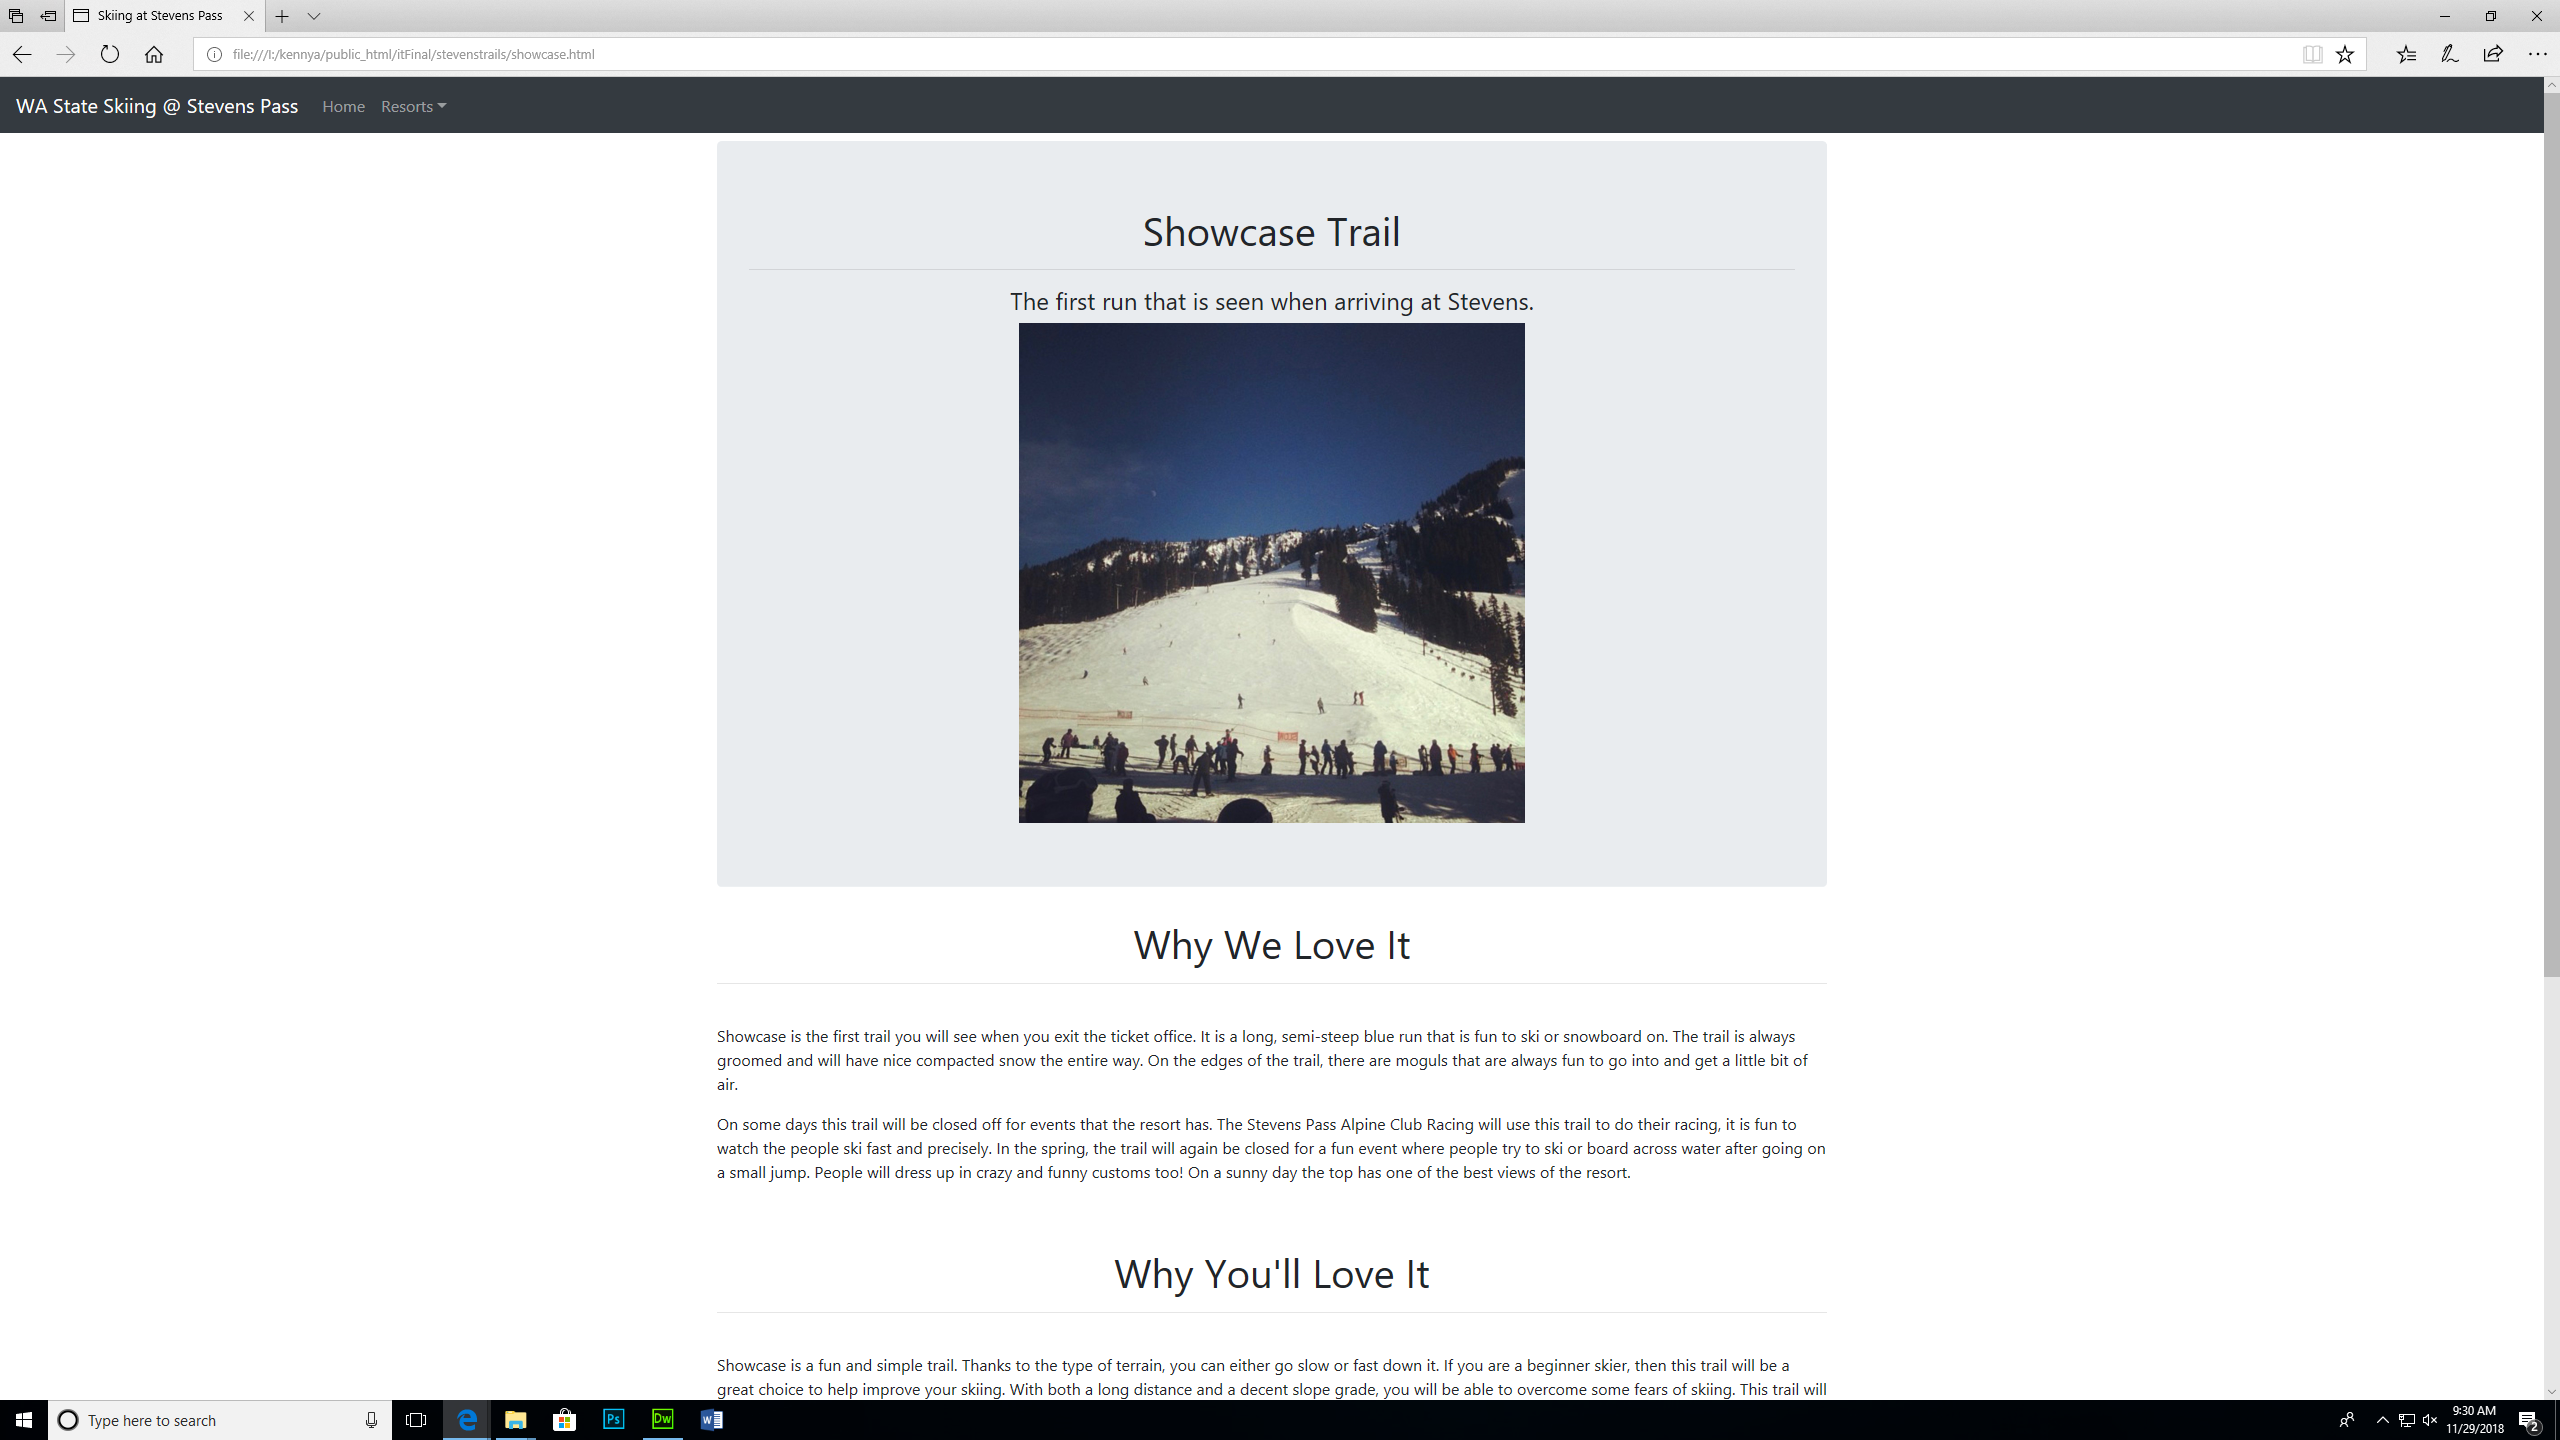 Skiing at Stevens Pass
file:///I:/kennya/public_html/itFinal/stevenstrails/showcase.html
WA State Skiing @ Stevens Pass Home Resorts
Showcase Trail
The first run that is seen when arriving at Stevens.
Why We Love It
Showcase is the first trail you will see when you exit the ticket office. It is a long, semi-steep blue run that is fun to ski or snowboard on. The trail is always
groomed and will have nice compacted snow the entire way. On the edges of the trail, there are moguls that are always fun to go into and get a little bit of
air.
On some days this trail will be closed off for events that the resort has. The Stevens Pass Alpine Club Racing will use this trail to do their racing, it is fun to
watch the people ski fast and precisely. In the spring, the trail will again be closed for a fun event where people try to ski or board across water after going on
a small jump. People will dress up in crazy and funny customs too! On a sunny day the top has one of the best views of the resort.
Why You'll Love It
Showcase is a fun and simple trail. Thanks to the type of terrain, you can either go slow or fast down it. If you are a beginner skier, then this trail will be a
great choice to help improve your skiing. With both a long distance and a decent slope grade, you will be able to overcome some fears of skiing. This trail will
Type here to search
Ps
Dw
W
9:30 AM
11/29/2018
2